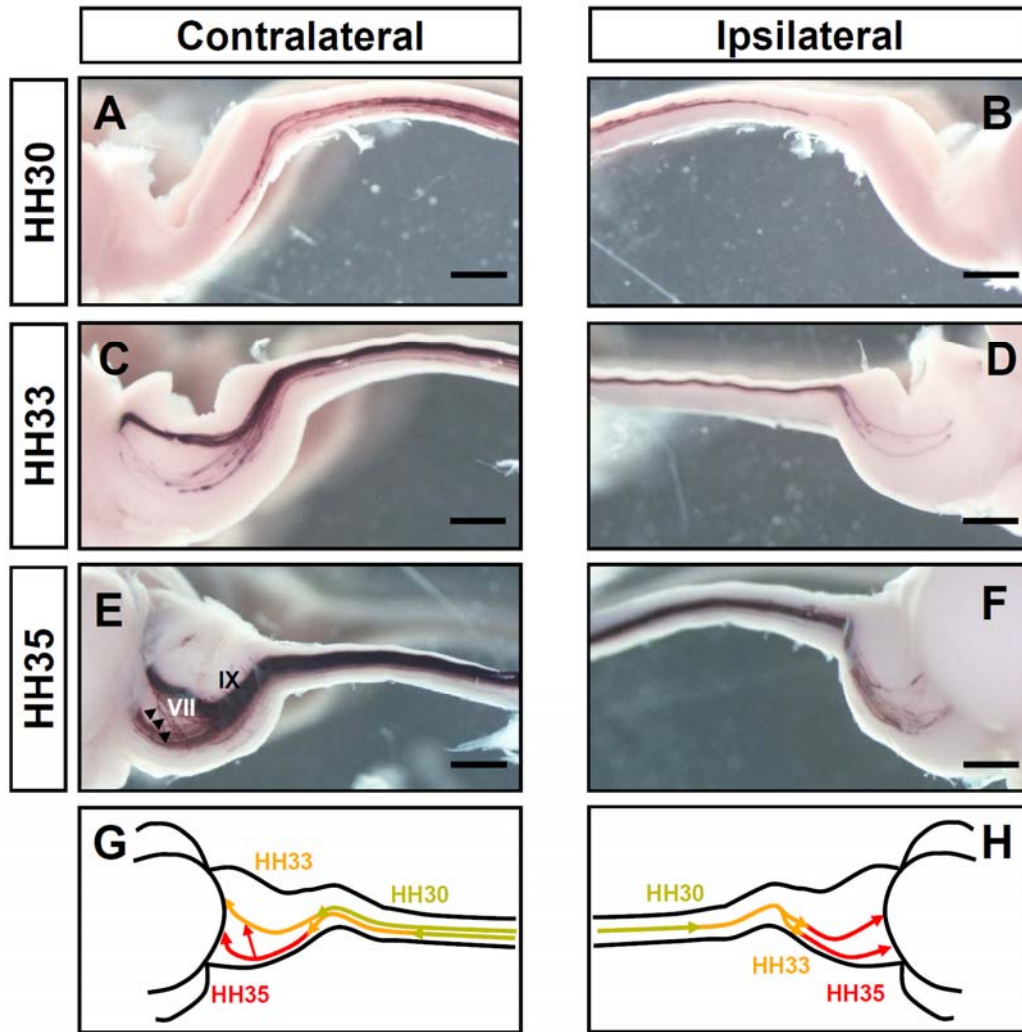 Contralateral Ipsilateral
HH30
A B
HH33
C D
HH35
E F
IX
VII
G H
HH33
HH30 HH30
HH33
HH35 HH35